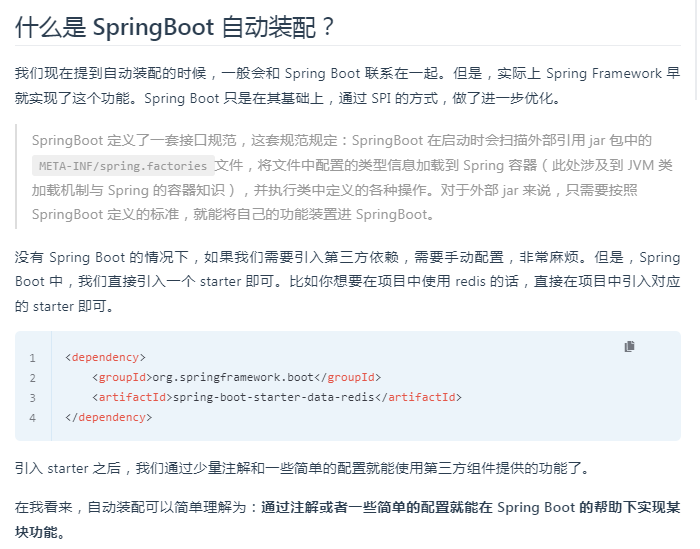 什么是 SpringBoot 自动装配？
我们现在提到自动装配的时候，一般会和 Spring Boot 联系在一起。但是，实际上 Spring Framework 早
就实现了这个功能。Spring Boot 只是在其基础上，通过 SPI 的方式，做了进一步优化。
SpringBoot 定义了一套接口规范，这套规范规定：SpringBoot 在启动时会扫描外部引用 jar 包中的
META-INF/spring.factories文件，将文件中配置的类型信息加载到 Spring 容器（此处涉及到 JVM 类
加载机制与 Spring 的容器知识），并执行类中定义的各种操作。对于外部 jar 来说，只需要按照
SpringBoot 定义的标准，就能将自己的功能装置进 SpringBoot。
没有 Spring Boot 的情况下，如果我们需要引入第三方依赖，需要手动配置，非常麻烦。但是，Spring
Boot 中，我们直接引入一个 starter 即可。比如你想要在项目中使用 redis 的话，直接在项目中引入对应
的 starter 即可。
1 <dependency>
2 <groupId>org.springframework.boot</groupId>
3 <artifactId>spring-boot-starter-data-redis</artifactId>
4 </dependency>
引入 starter 之后，我们通过少量注解和一些简单的配置就能使用第三方组件提供的功能了。
在我看来，自动装配可以简单理解为：通过注解或者一些简单的配置就能在 Spring Boot 的帮助下实现某
块功能。